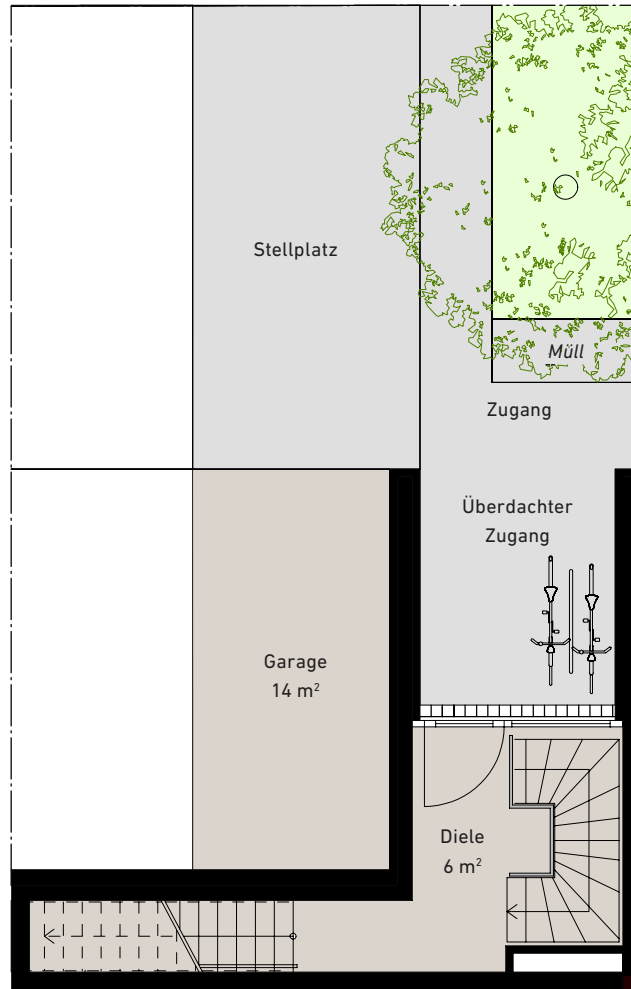 Stellplatz
Müll
Zugang
Überdachter
Zugang
Garage
14 m²
Diele
6 m²